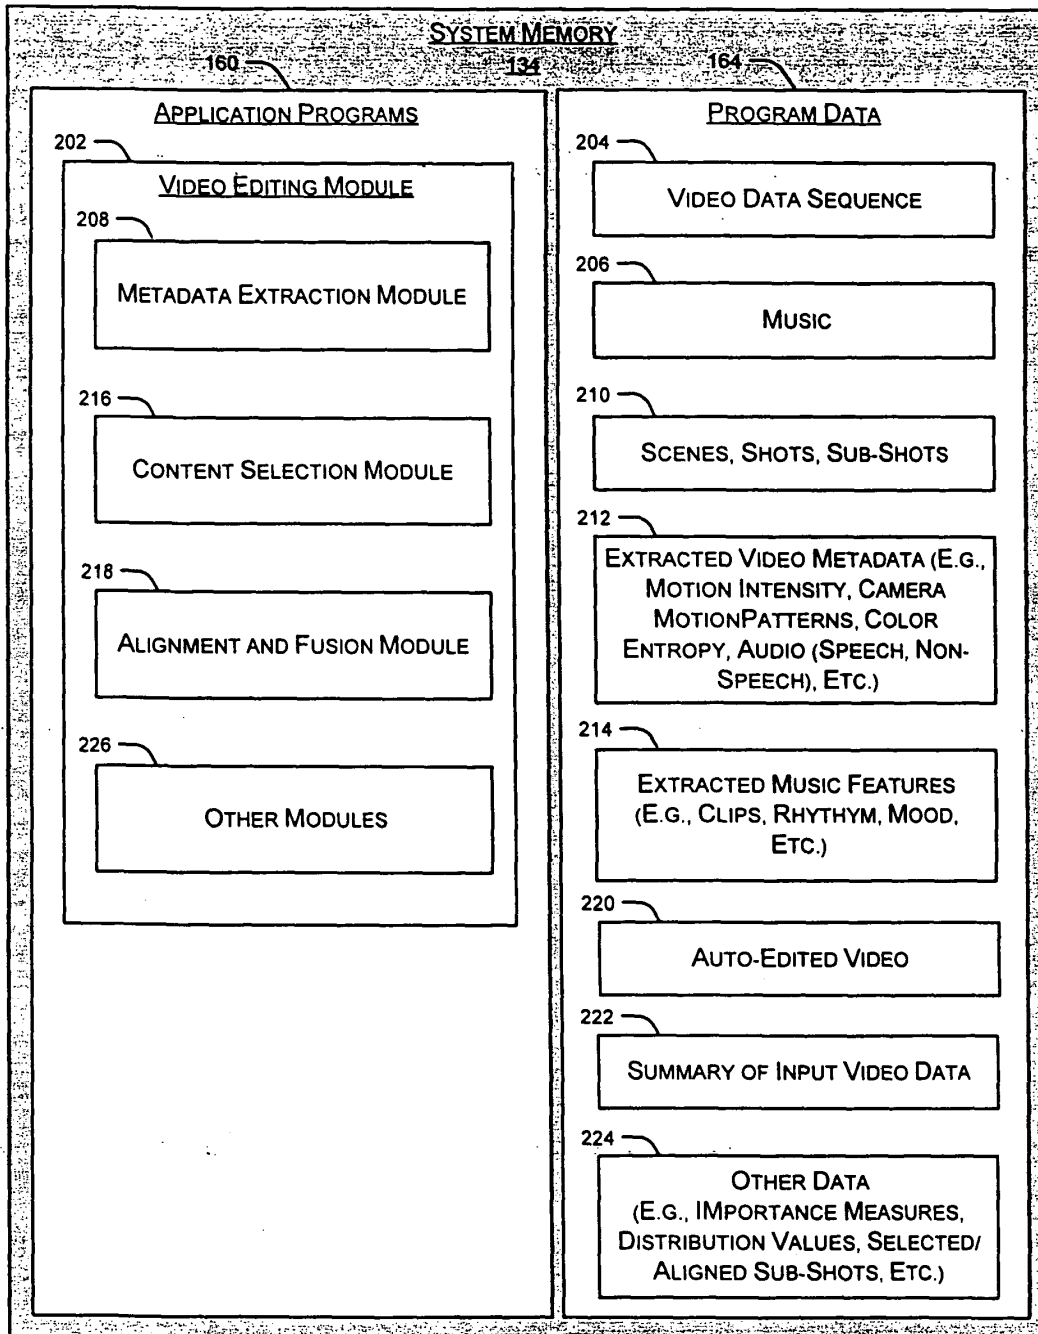 SYSTEM MEMORY
134
160
164
APPLICATION PROGRAMS
202
VIDEO EDITING MODULE
208
METADATA EXTRACTION MODULE
216
CONTENT SELECTION MODULE
218
ALIGNMENT AND FUSION MODULE
226
OTHER MODULES
PROGRAM DATA
204
VIDEO DATA SEQUENCE
206
MUSIC
210
SCENES, SHOTS, SUB-SHOTS
212
EXTRACTED VIDEO METADATA (E.G.,
MOTION INTENSITY, CAMERA
MOTIONPATTERNS, COLOR
ENTROPY, AUDIO (SPEECH, NON-
SPEECH), ETC.)
214
EXTRACTED MUSIC FEATURES
(E.G., CLIPS, RHYTHYM, MOOD,
ETC.)
220
AUTO-EDITED VIDEO
222
SUMMARY OF INPUT VIDEO DATA
224
OTHER DATA
(E.G., IMPORTANCE MEASURES,
DISTRIBUTION VALUES, SELECTED/
ALIGNED SUB-SHOTS, ETC.)